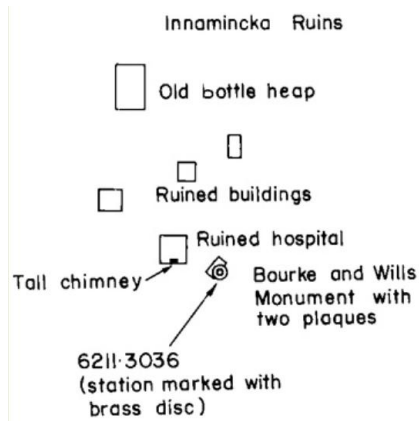 Innamincka Ruins
Old bottle heap
Ruined buildings
Ruined hospital
Tall chimney
Bourke and Wills
Monument with
two plaques
6211·3036
(station marked with
brass disc)